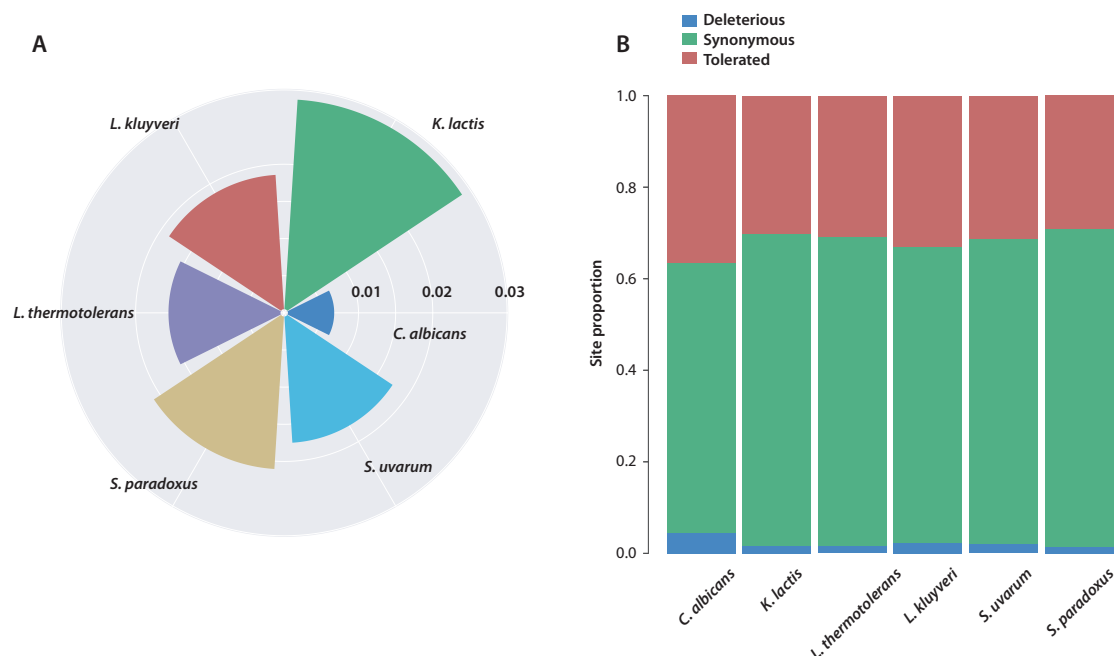 A
L. kluyveri
K. lactis
0.01
0.02
0.03
L. thermotolerans
C. albicans
S. uvarum
S. paradoxus
B
Deleterious
Synonymous
Tolerated
1.0
0.8
0.6
0.4
0.2
0.0
Site proportion
C. albicans
K. lactis
L. thermotolerans
L. kluyveri
S. uvarum
S. paradoxus